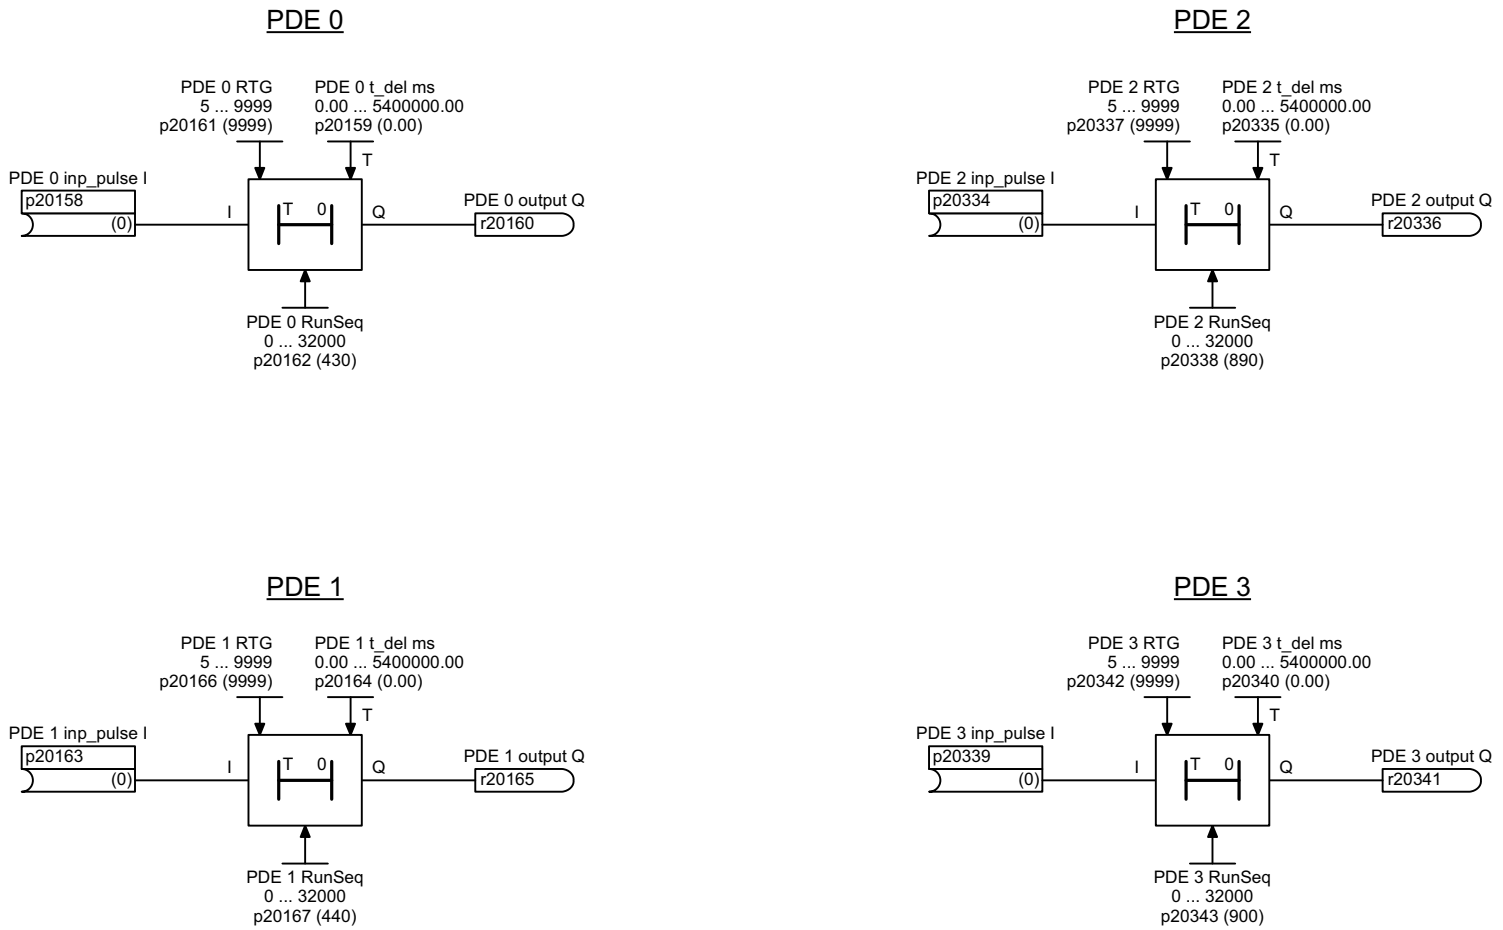 PDE 0
PDE 0 RTG
5 ... 9999
p20161 (9999)
PDE 0 t_del ms
0.00 ... 5400000.00
p20159 (0.00)
T
PDE 0 inp_pulse I
p20158
(0)
I
T 0
Q
PDE 0 output Q
r20160
PDE 0 RunSeq
0 ... 32000
p20162 (430)
PDE 2
PDE 2 RTG
5 ... 9999
p20337 (9999)
PDE 2 t_del ms
0.00 ... 5400000.00
p20335 (0.00)
T
PDE 2 inp_pulse I
p20334
(0)
I
T 0
Q
PDE 2 output Q
r20336
PDE 2 RunSeq
0 ... 32000
p20338 (890)
PDE 1
PDE 1 RTG
5 ... 9999
p20166 (9999)
PDE 1 t_del ms
0.00 ... 5400000.00
p20164 (0.00)
T
PDE 1 inp_pulse I
p20163
(0)
I
T 0
Q
PDE 1 output Q
r20165
PDE 1 RunSeq
0 ... 32000
p20167 (440)
PDE 3
PDE 3 RTG
5 ... 9999
p20342 (9999)
PDE 3 t_del ms
0.00 ... 5400000.00
p20340 (0.00)
T
PDE 3 inp_pulse I
p20339
(0)
I
T 0
Q
PDE 3 output Q
r20341
PDE 3 RunSeq
0 ... 32000
p20343 (900)